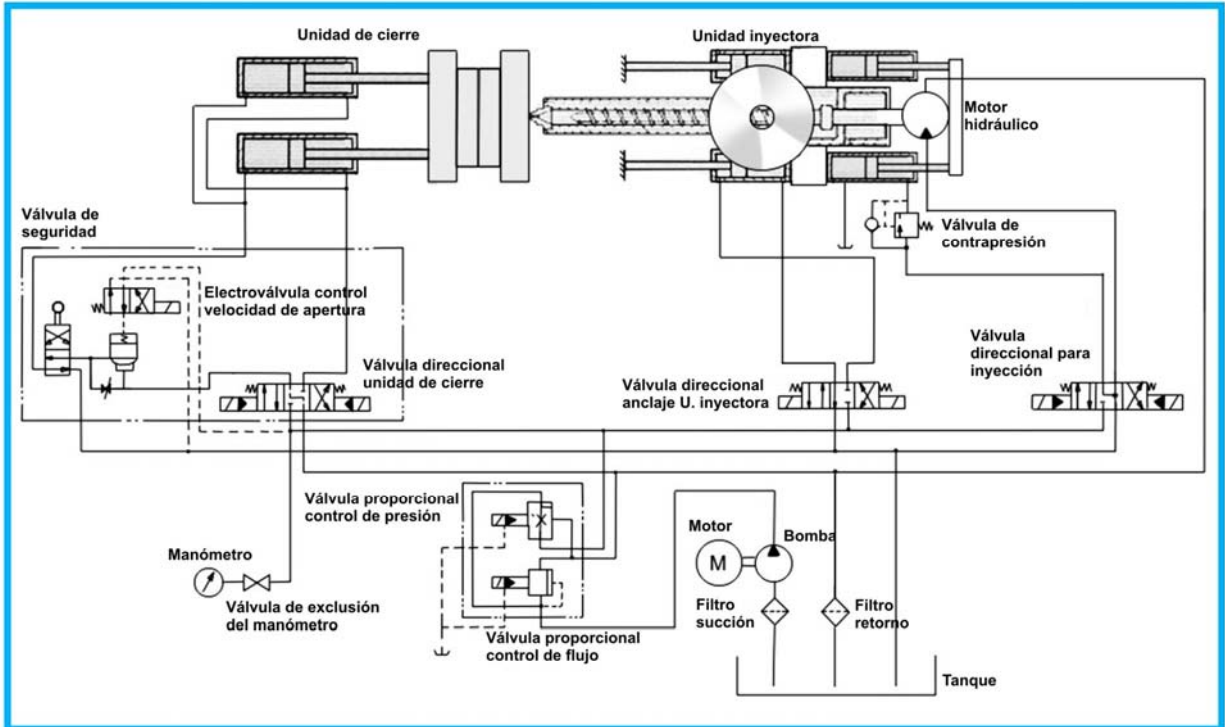 Unidad de cierre
Unidad inyectora
Motor
hidráulico
Válvula de
seguridad
Válvula de
contrapresión
Electroválvula control
velocidad de apertura
Válvula direccional
unidad de cierre
Válvula direccional
anclaje U. inyectora
Válvula
direccional para
inyección
Válvula proporcional
control de presión
Motor
Bomba
M
Manómetro
Válvula de exclusión
del manómetro
Filtro
succión
Filtro
retorno
Válvula proporcional
control de flujo
Tanque